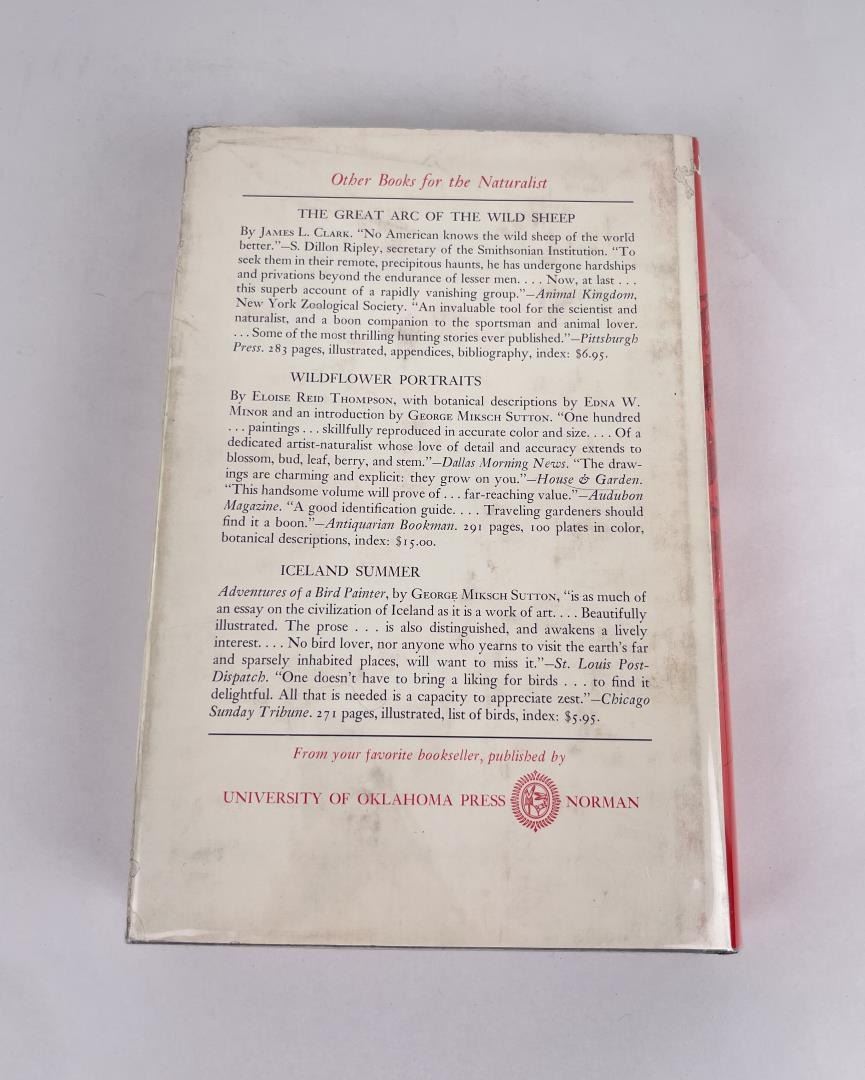 Other Books for the Naturalist
THE GREAT ARC OF THE WILD SHEEP
By JAMES L. CLARK. “No American knows the wild sheep of the world
better.”—S. Dillon Ripley, secretary of the Smithsonian Institution. “To
seek them in their remote, precipitous haunts, he has undergone hardships
and privations beyond the endurance of lesser men. . . . Now, at last . . .
this superb account of a rapidly vanishing group.”—Animal Kingdom,
New York Zoological Society. “An invaluable tool for the scientist and
naturalist, and a boon companion to the sportsman and animal lover.
. . . Some of the most thrilling hunting stories ever published.”—Pittsburgh
Press. 283 pages, illustrated, appendices, bibliography, index: $6.95.
WILDFLOWER PORTRAITS
By ELOISE REID THOMPSON, with botanical descriptions by EDNA W.
MINOR and an introduction by GEORGE MIKSCH SUTTON. “One hundred
. . . paintings . . . skillfully reproduced in accurate color and size. . . . Of a
dedicated artist-naturalist whose love of detail and accuracy extends to
blossom, bud, leaf, berry, and stem.”—Dallas Morning News. “The draw-
ings are charming and explicit: they grow on you.”—House & Garden.
“This handsome volume will prove of . . . far-reaching value.”—Audubon
Magazine. “A good identification guide. . . . Traveling gardeners should
find it a boon.”—Antiquarian Bookman. 291 pages, 100 plates in color,
botanical descriptions, index: $15.00.
ICELAND SUMMER
Adventures of a Bird Painter, by GEORGE MIKSCH SUTTON, “is as much of
an essay on the civilization of Iceland as it is a work of art. . . . Beautifully
illustrated. The prose . . . is also distinguished, and awakens a lively
interest. . . . No bird lover, nor anyone who yearns to visit the earth’s far
and sparsely inhabited places, will want to miss it.”—St. Louis Post-
Dispatch. “One doesn’t have to bring a liking for birds . . . to find it
delightful. All that is needed is a capacity to appreciate zest.”—Chicago
Sunday Tribune. 271 pages, illustrated, list of birds, index: $5.95.
From your favorite bookseller, published by
UNIVERSITY OF OKLAHOMA PRESS NORMAN